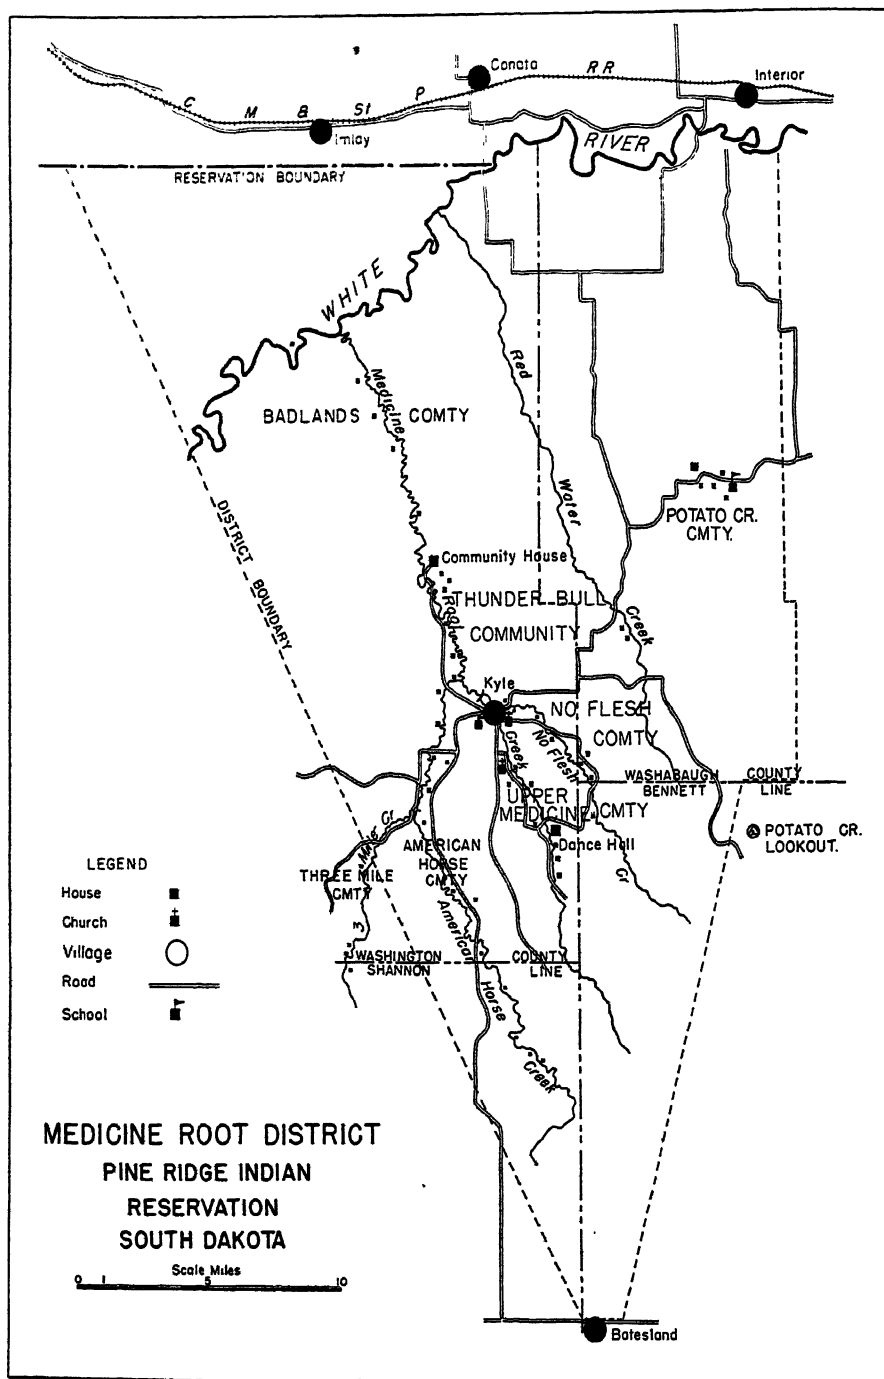 Conata
Interior
C M & St P RR
Imlay
RIVER
RESERVATION BOUNDARY
WHITE
Red
Medicine
BADLANDS COMTY
Water
POTATO CR.
CMTY.
DISTRICT BOUNDARY
Community House
THUNDER BULL
Root
Creek
COMMUNITY
Kyle
NO FLESH
COMTY
Creek
No Flesh
WASHABAUGH COUNTY
BENNETT LINE
UPPER
MEDICINE CMTY
POTATO CR.
LOOKOUT.
Dance Hall
AMERICAN
HORSE
CMTY
THREE MILE
CMTY
3 Mile Cr
Cr
American
WASHINGTON COUNTY
SHANNON LINE
Horse
Creek
LEGEND
House
Church
Village
Road
School
MEDICINE ROOT DISTRICT
PINE RIDGE INDIAN
RESERVATION
SOUTH DAKOTA
Scale Miles
0 1 5 10
Batesland